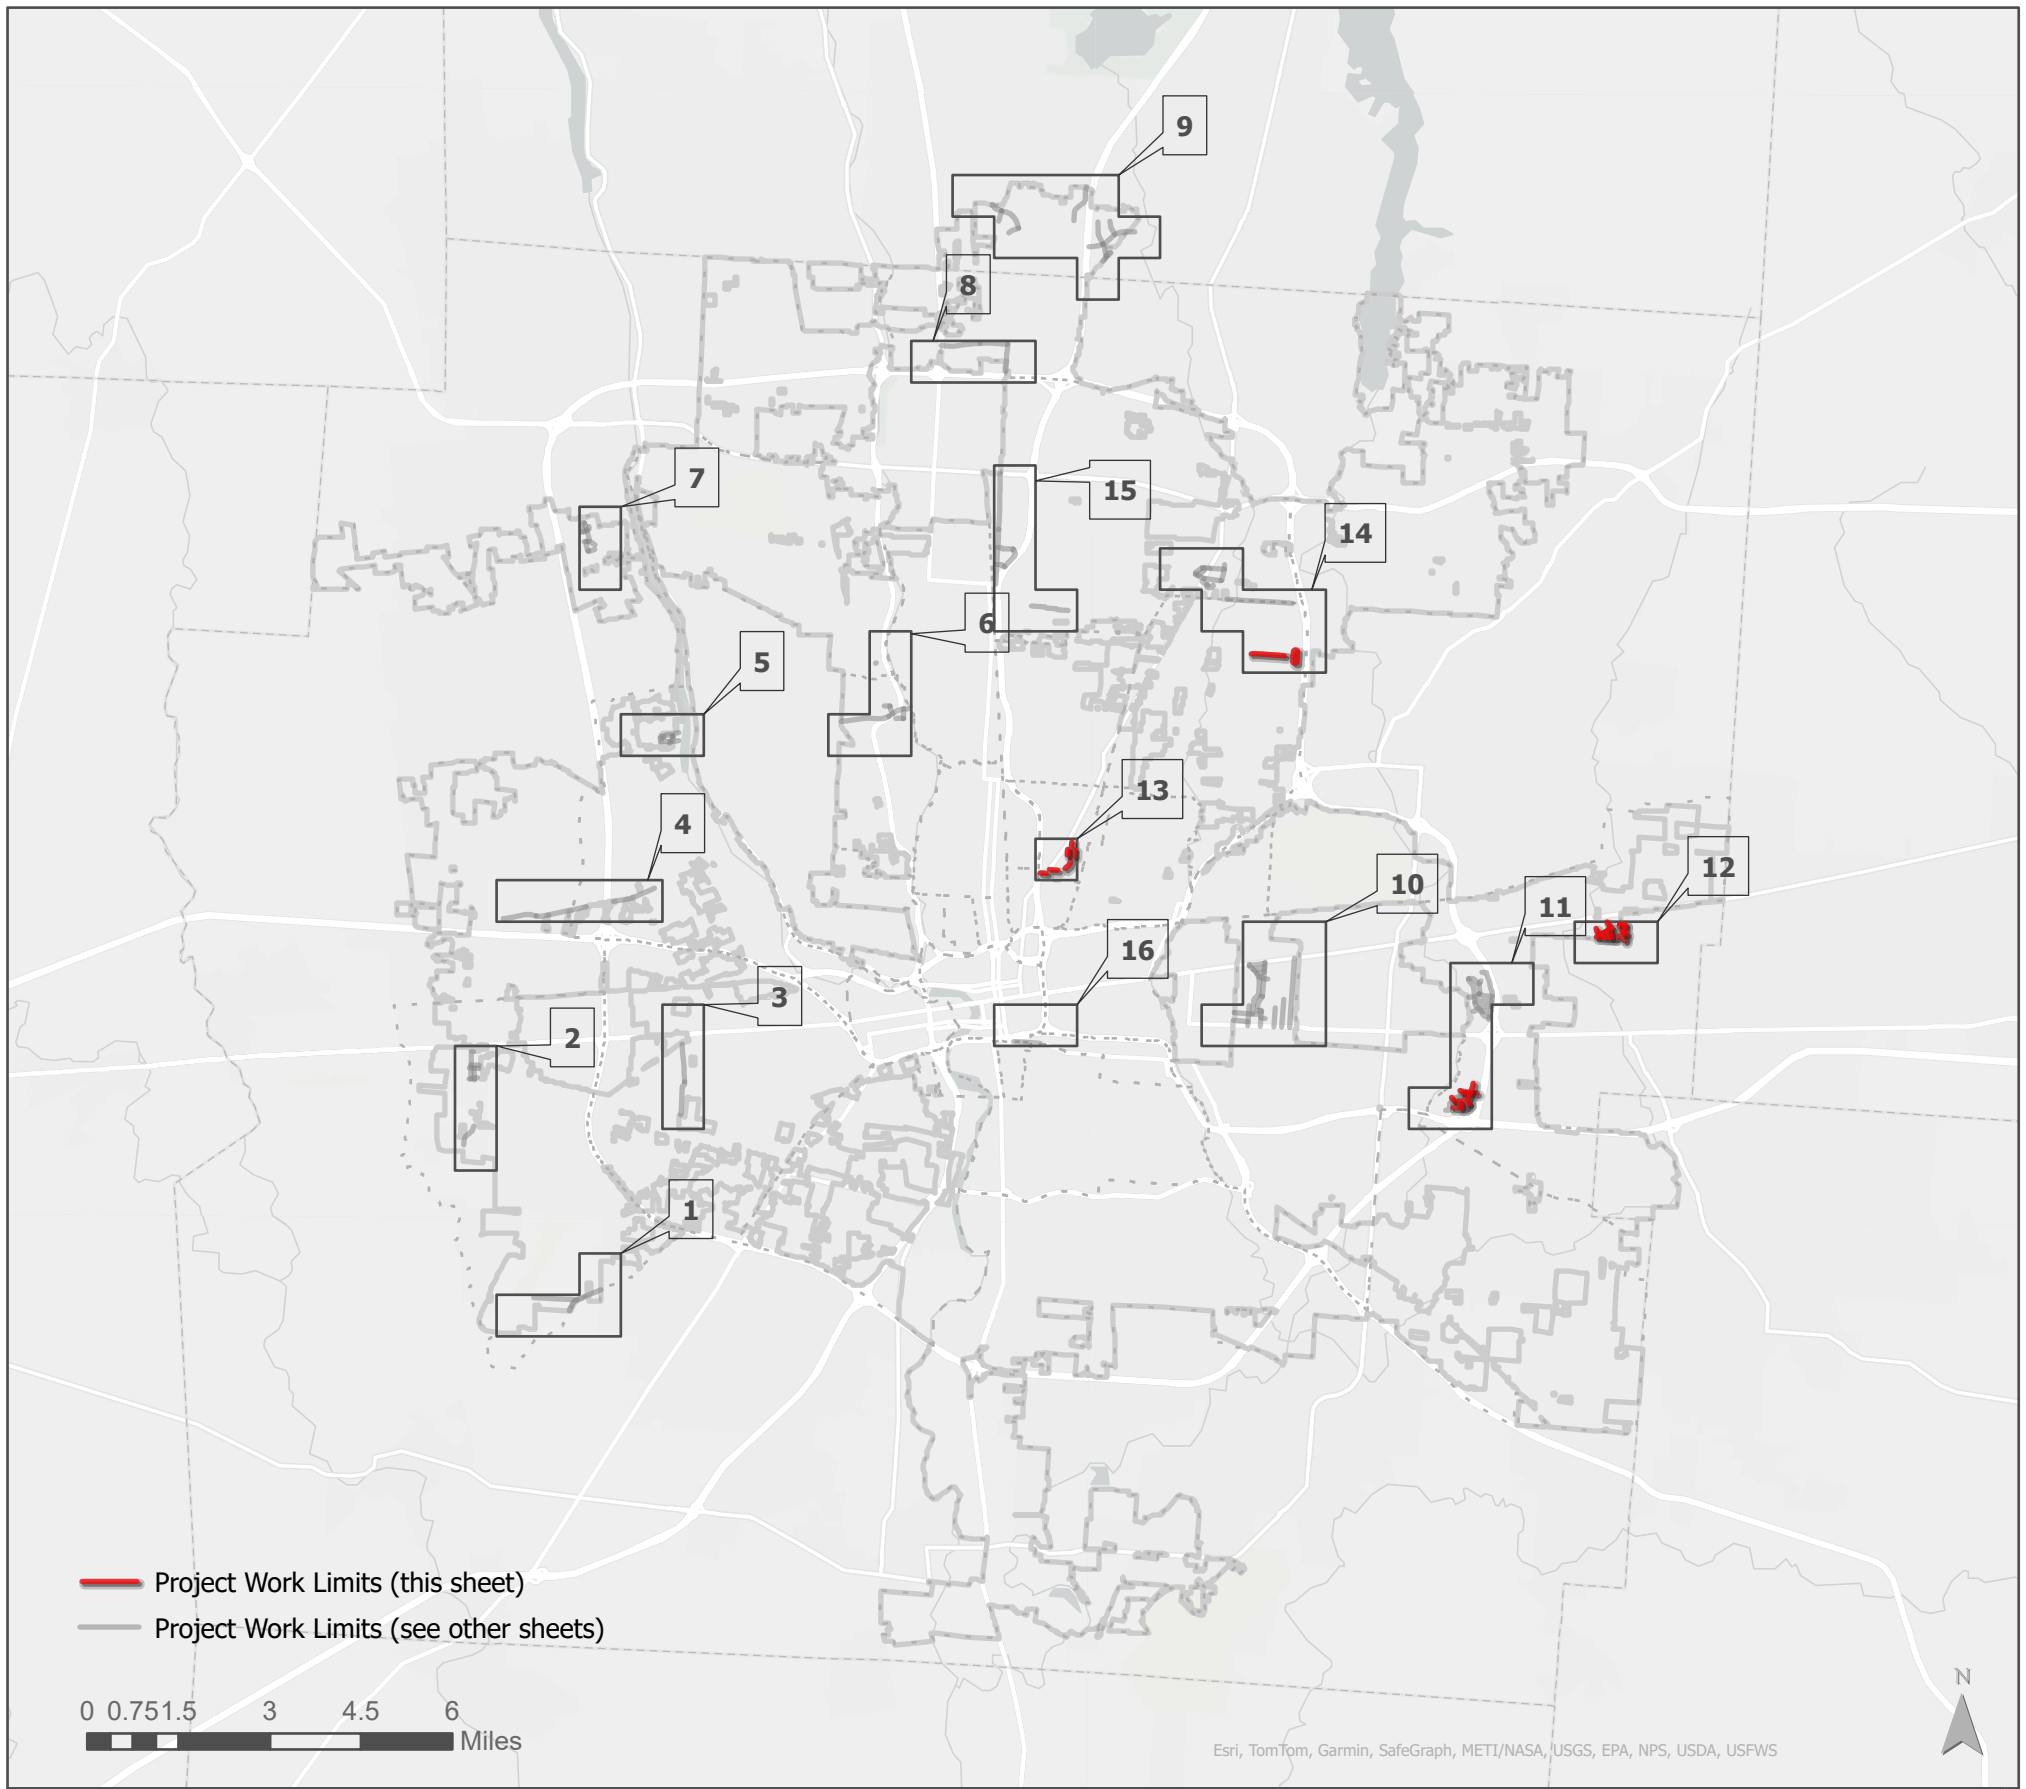 9
8
7
15
14
6
5
13
4
12
10
11
16
3
2
1
Project Work Limits (this sheet)
Project Work Limits (see other sheets)
0 0.75 1.5 3 4.5 6
Miles
N
Esri, TomTom, Garmin, SafeGraph, METI/NASA, USGS, EPA, NPS, USDA, USFWS